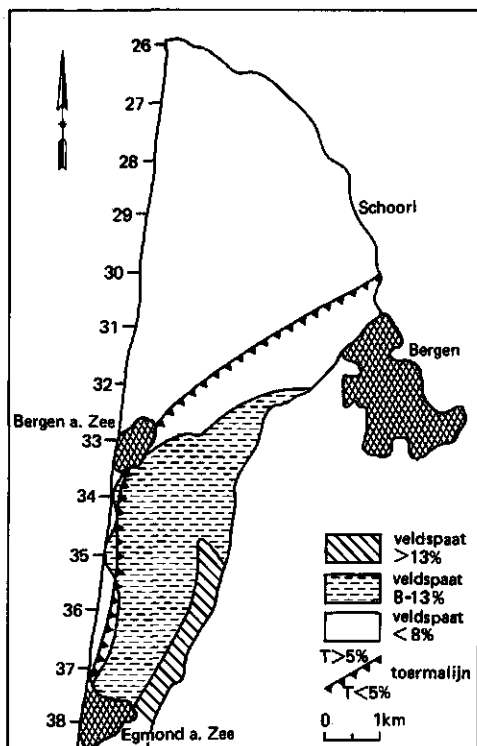 26
27
28
29
30
31
32
33
34
35
36
37
38
Schoorl
Bergen
Bergen a. Zee
Egmond a. Zee
veldspaat
>13%
veldspaat
8-13%
veldspaat
<8%
T>5%
toermalijn
T<5%
0 1km